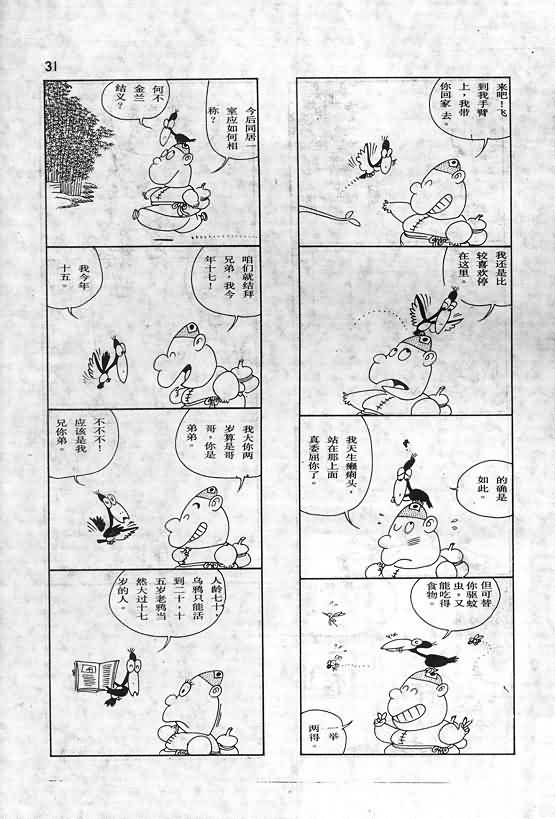 31
来吧!飞
到我手臂
上,我带
你回家去。
我还是比
较喜欢停
在这里。
我天生癞痢头,
站在那上面
真委屈你了。
的确是
如此。
但可替
你驱蚊
虫,又
能吃得
食物。
一举
两得。
今后同居一
室应如何相
称?
何不
金兰
结义?
咱们就结拜
兄弟,我今
年十七!
我今年
十五。
我大你两
岁算是哥
哥,你是
弟弟。
不不不!
应该是我
兄你弟。
人龄七十,
乌鸦只能活
到二十,十
五岁老鸦当
然大过十七
岁的人。